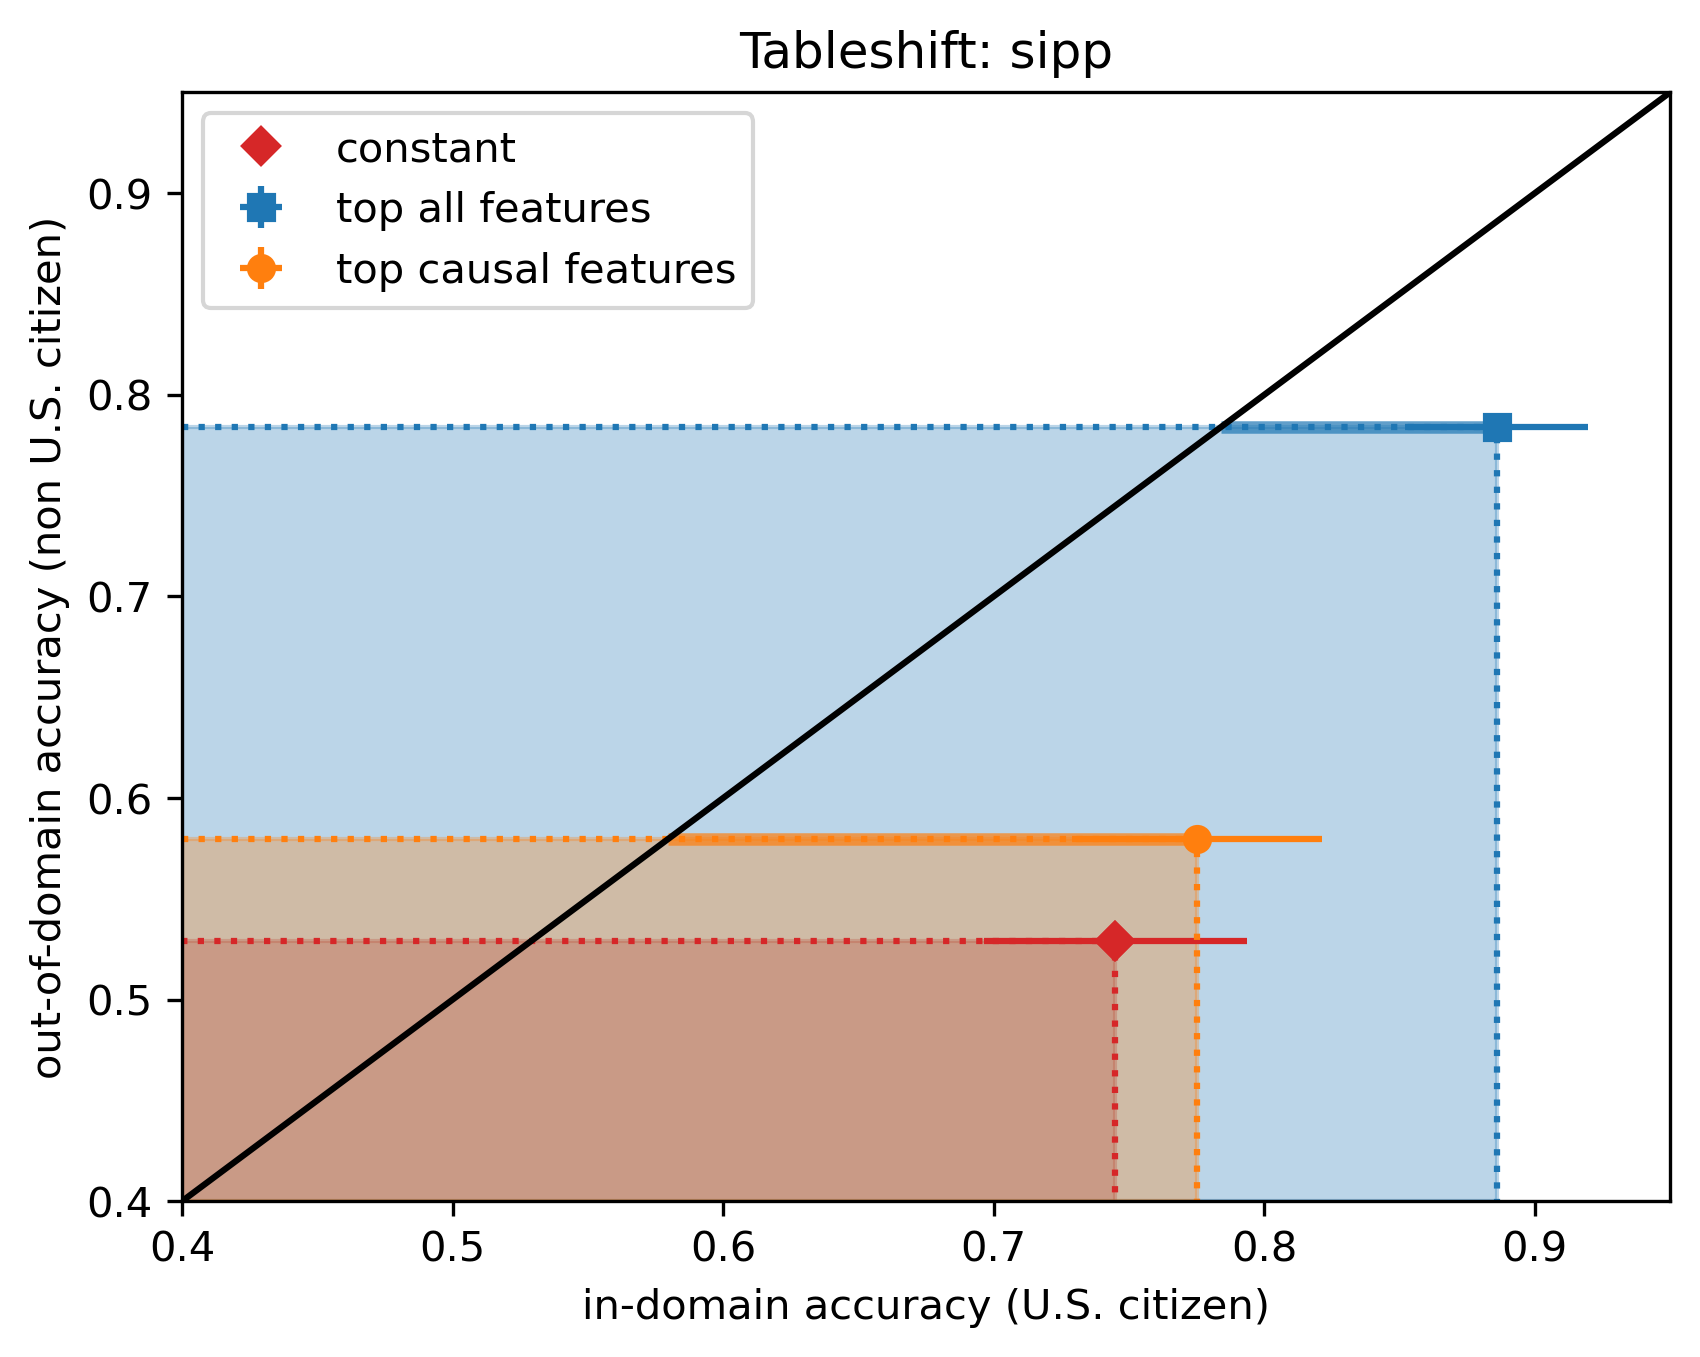 Tableshift: sipp
constant
top all features
top causal features
out-of-domain accuracy (non U.S. citizen)
0.9
0.8
0.7
0.6
0.5
0.4
0.4 0.5 0.6 0.7 0.8 0.9
in-domain accuracy (U.S. citizen)